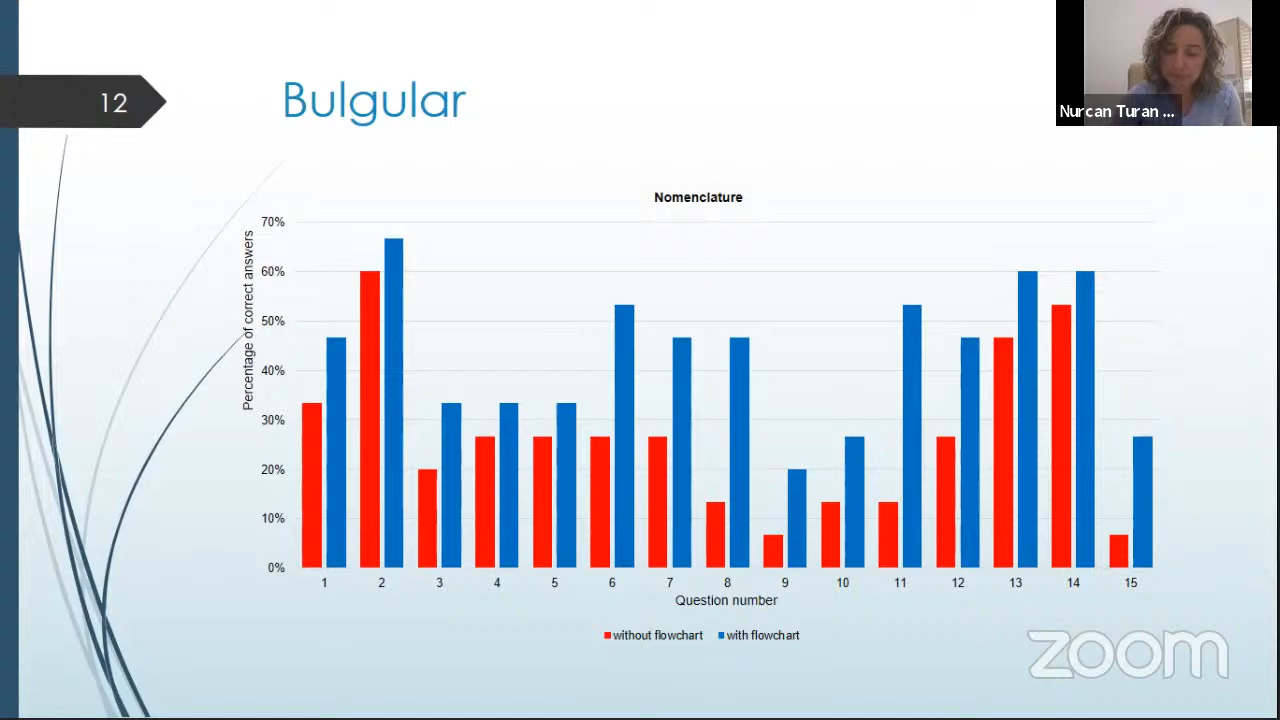 12
Bulgular
Nurcan Turan ...
Nomenclature
Percentage of correct answers
70%
60%
50%
40%
30%
20%
10%
0%
1 2 3 4 5 6 7 8 9 10 11 12 13 14 15
Question number
without flowchart with flowchart
zoom